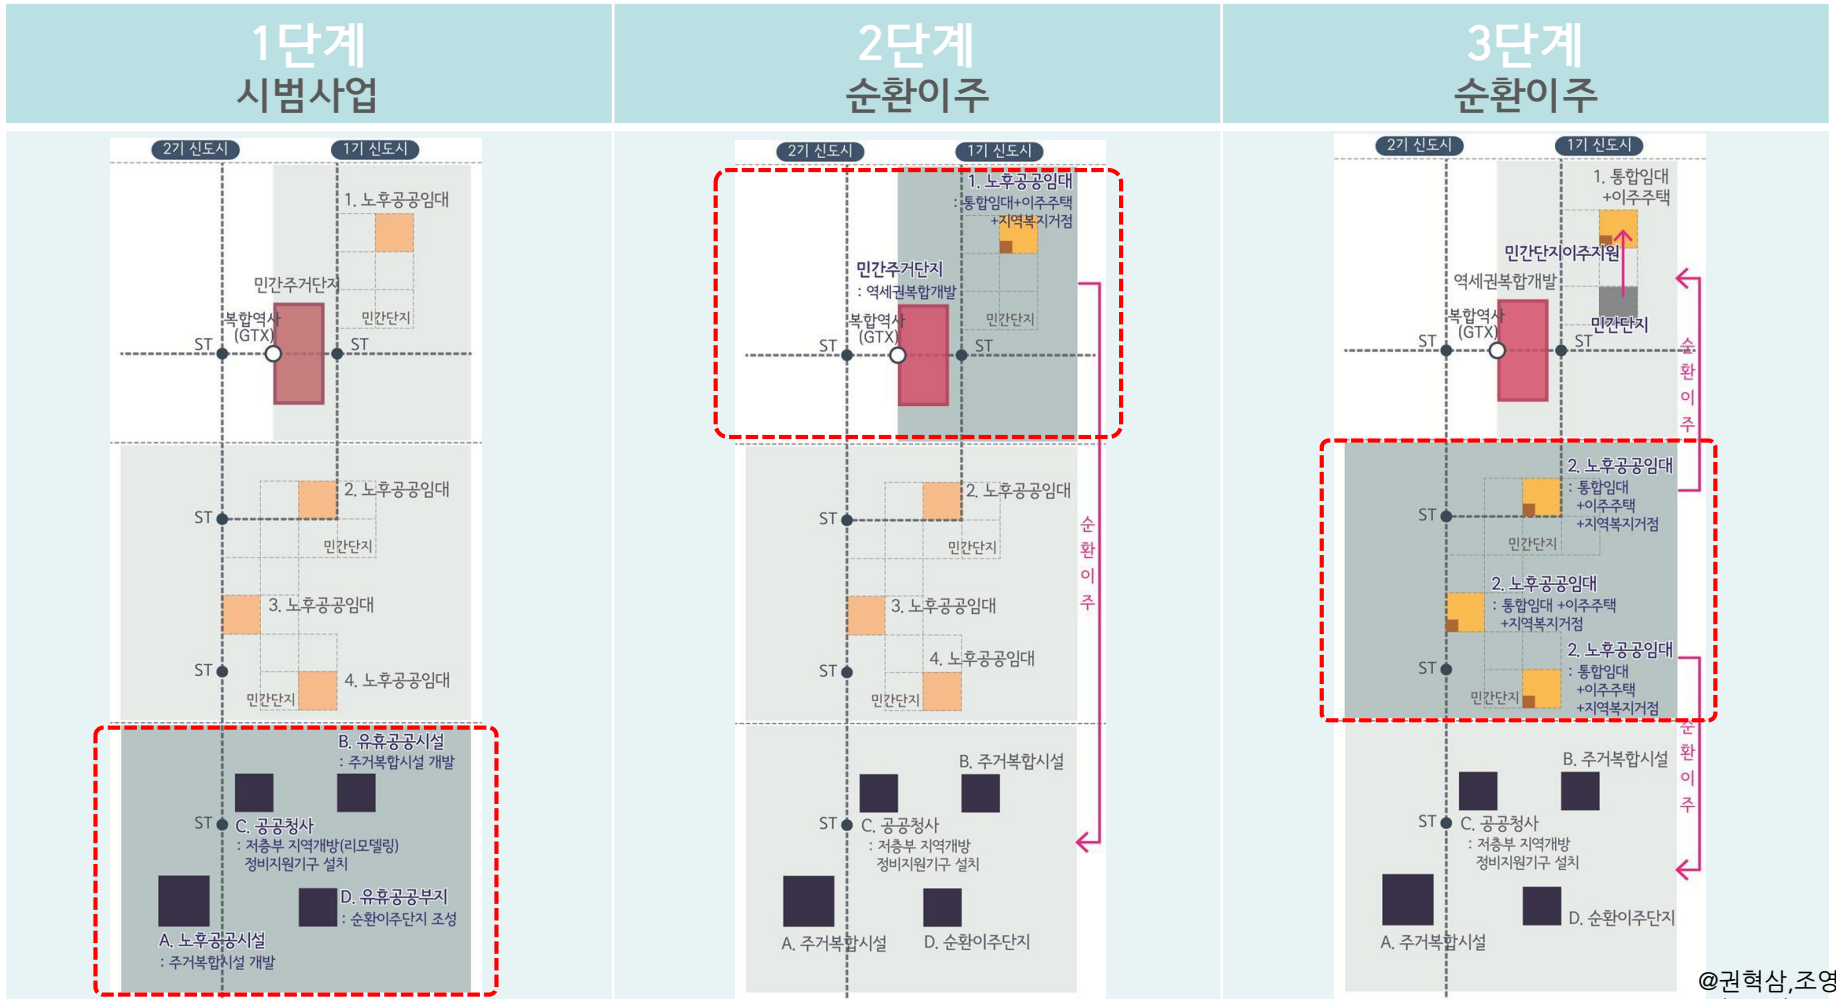 1단계
시범사업
2단계
순환이주
3단계
순환이주
2기 신도시
1기 신도시
1. 노후공공임대
민간주거단지
복합역사
(GTX)
민간단지
ST
ST
2. 노후공공임대
ST
민간단지
3. 노후공공임대
ST
4. 노후공공임대
민간단지
B. 유휴공공시설
: 주거복합시설 개발
ST
C. 공공청사
: 저층부 지역개방(리모델링)
정비지원기구 설치
D. 유휴공공부지
: 순환이주단지 조성
A. 노후공공시설
: 주거복합시설 개발
2기 신도시
1기 신도시
1. 노후공공임대
: 통합임대+이주주택
+지역복지거점
민간주거단지
: 역세권복합개발
복합역사
(GTX)
민간단지
ST
ST
2. 노후공공임대
ST
민간단지
순환이주
3. 노후공공임대
4. 노후공공임대
ST
민간단지
B. 주거복합시설
ST
C. 공공청사
: 저층부 지역개방
정비지원기구 설치
A. 주거복합시설
D. 순환이주단지
2기 신도시
1기 신도시
1. 통합임대
+이주주택
민간단지이주지원
역세권복합개발
복합역사
(GTX)
민간단지
ST
ST
순환이주
2. 노후공공임대
: 통합임대
+이주주택
+지역복지거점
ST
민간단지
2. 노후공공임대
: 통합임대 +이주주택
+지역복지거점
2. 노후공공임대
: 통합임대
+이주주택
+지역복지거점
ST
민간단지
순환이주
B. 주거복합시설
ST
C. 공공청사
: 저층부 지역개방
정비지원기구 설치
D. 순환이주단지
A. 주거복합시설
@권혁삼,조영